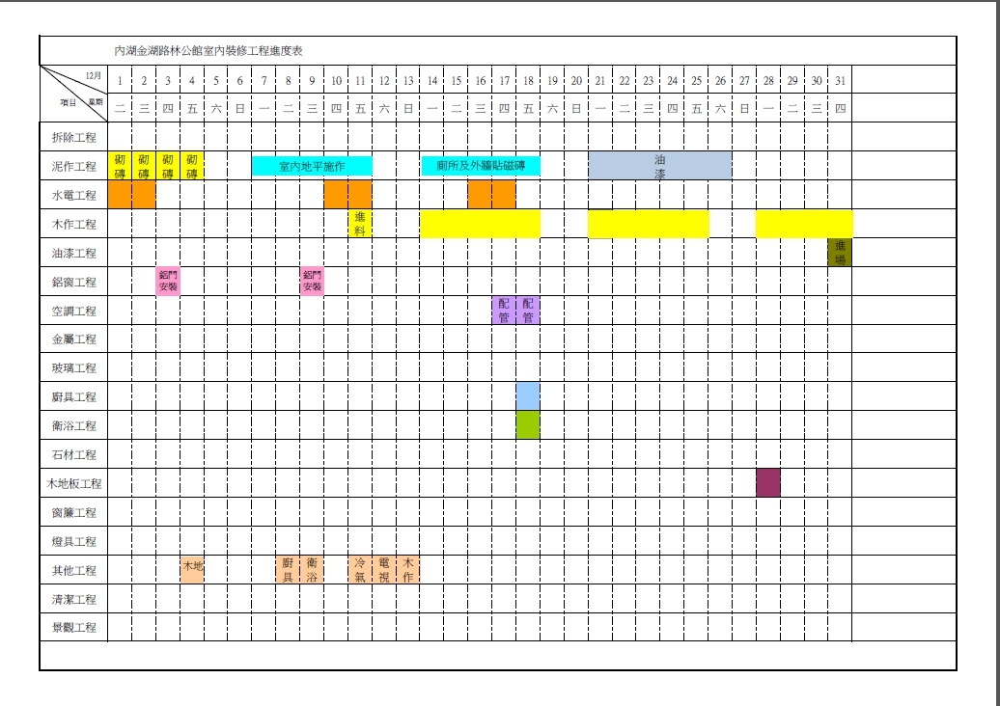 內湖金湖路林公館室內裝修工程進度表
12月 1 2 3 4 5 6 7 8 9 10 11 12 13 14 15 16 17 18 19 20 21 22 23 24 25 26 27 28 29 30 31
項目 星期 二 三 四 五 六 日 一 二 三 四 五 六 日 一 二 三 四 五 六 日 一 二 三 四 五 六 日 一 二 三 四
拆除工程
泥作工程 砌磚 砌磚 砌磚 砌磚 室內地平施作 廁所及外牆貼磁磚 油漆
水電工程
木作工程 進料
油漆工程 進場
鋁窗工程 鋁門安裝 鋁門安裝
空調工程 配管 配管
金屬工程
玻璃工程
廚具工程
衛浴工程
石材工程
木地板工程
窗簾工程
燈具工程
其他工程 木地 廚具 衛浴 冷氣 電視 木作
清潔工程
景觀工程